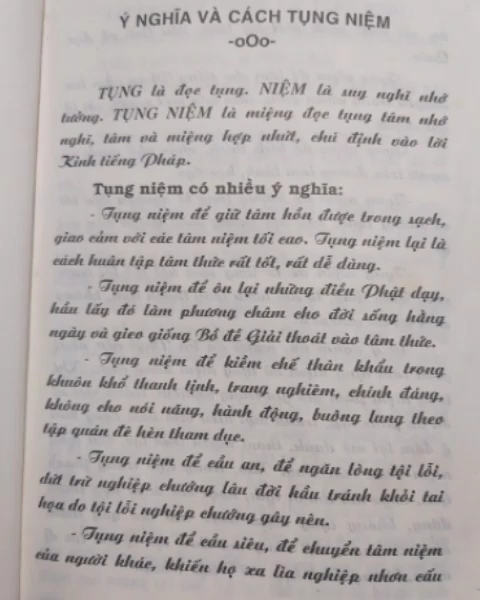 Ý NGHĨA VÀ CÁCH TỤNG NIỆM
-oOo-
TỤNG là đọc tụng. NIỆM là suy nghĩ nhớ
tưởng. TỤNG NIỆM là miệng đọc tụng tâm nhớ
nghĩ, tâm và miệng hợp nhứt, chú định vào lời
Kinh tiếng Pháp.
Tụng niệm có nhiều ý nghĩa:
- Tụng niệm để giữ tâm hồn được trong sạch,
giao cảm với các tâm niệm tối cao. Tụng niệm lại là
cách huân tập tâm thức rất tốt, rất dễ dàng.
- Tụng niệm để ôn lại những điều Phật dạy,
hầu lấy đó làm phương châm cho đời sống hằng
ngày và gieo giống Bồ đề Giải thoát vào tâm thức.
- Tụng niệm để kiềm chế thân khẩu trong
khuôn khổ thanh tịnh, trang nghiêm, chính đáng,
không cho nói năng, hành động, buông lung theo
tập quán đê hèn tham dục.
- Tụng niệm để cầu an, để ngăn lòng tội lỗi,
dứt trừ nghiệp chướng lâu đời hầu tránh khỏi tai
họa do tội lỗi nghiệp chướng gây nên.
- Tụng niệm để cầu siêu, để chuyển tâm niệm
của người khác, khiến họ xa lìa nghiệp nhơn cấu